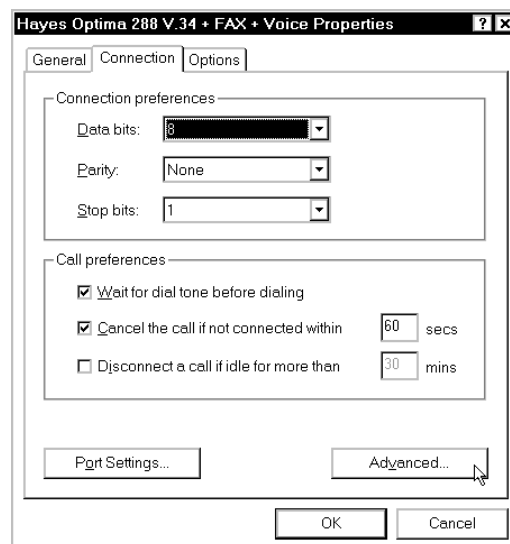 Hayes Optima 288 V.34 + FAX + Voice Properties ? X
General Connection Options
Connection preferences
Data bits: 8
Parity: None
Stop bits: 1
Call preferences
Wait for dial tone before dialing
Cancel the call if not connected within 60 secs
Disconnect a call if idle for more than 30 mins
Port Settings... Advanced...
OK Cancel